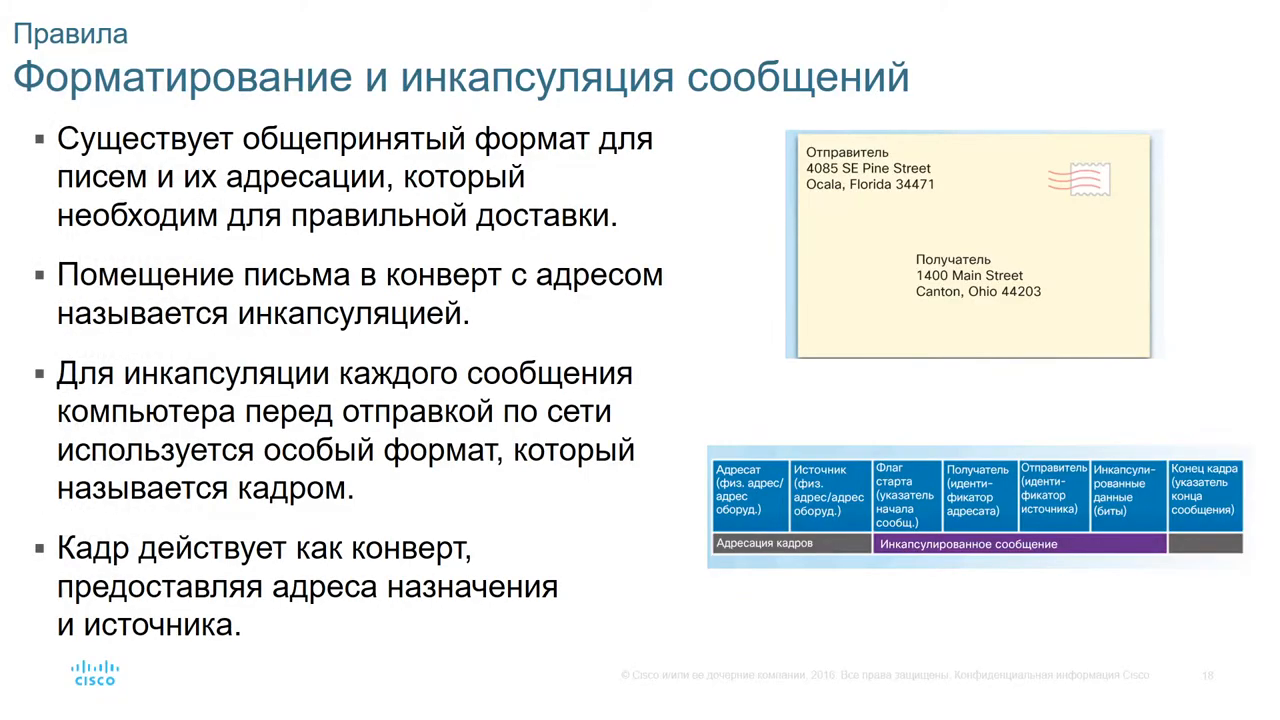 Правила
Форматирование и инкапсуляция сообщений
▪ Существует общепринятый формат для
писем и их адресации, который
необходим для правильной доставки.
▪ Помещение письма в конверт с адресом
называется инкапсуляцией.
▪ Для инкапсуляции каждого сообщения
компьютера перед отправкой по сети
используется особый формат, который
называется кадром.
▪ Кадр действует как конверт,
предоставляя адреса назначения
и источника.
Отправитель
4085 SE Pine Street
Ocala, Florida 34471
Получатель
1400 Main Street
Canton, Ohio 44203
Адресат
(физ. адрес/
адрес
оборуд.)
Источник
(физ.
адрес/адрес
оборуд.)
Флаг
старта
(указатель
начала
сообщ.)
Получатель
(иденти-
фикатор
адресата)
Отправитель
(иденти-
фикатор
источника)
Инкапсули-
рованные
данные
(биты)
Конец кадра
(указатель
конца
сообщения)
Адресация кадров
Инкапсулированное сообщение
CISCO
© Cisco и/или ее дочерние компании, 2016. Все права защищены. Конфиденциальная информация Cisco
18